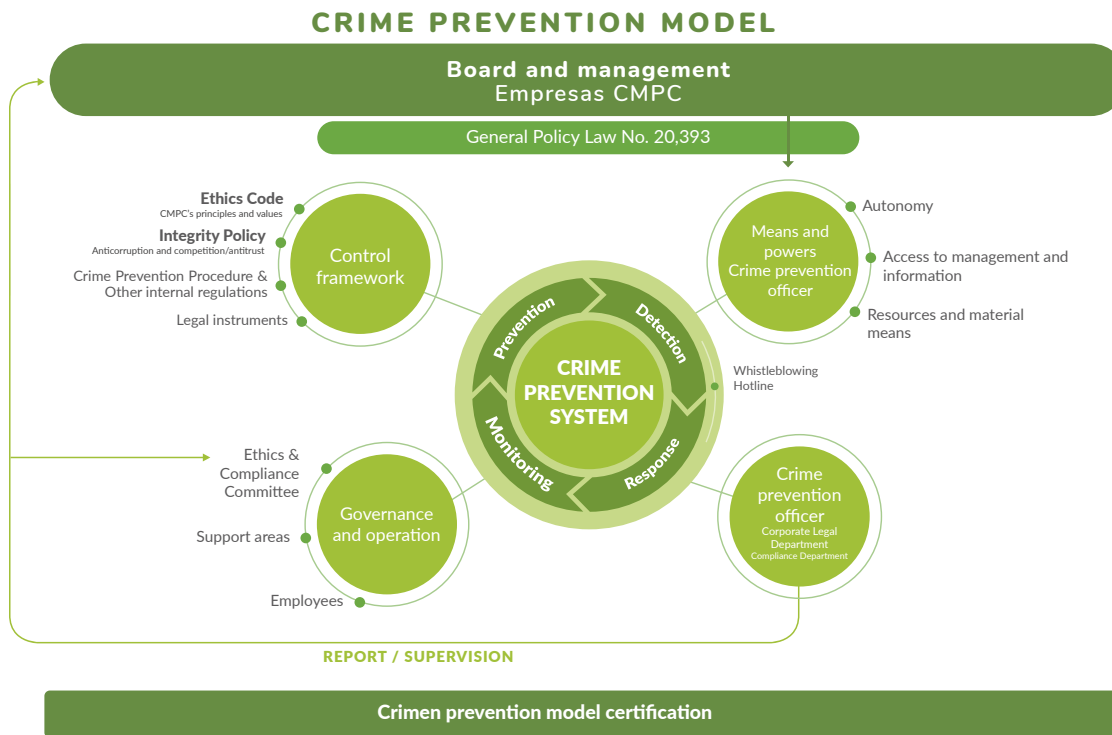 CRIME PREVENTION MODEL
Board and management
Empresas CMPC
General Policy Law No. 20,393
Ethics Code
CMPC's principles and values
Integrity Policy
Anticorruption and competition/antitrust
Crime Prevention Procedure &
Other internal regulations
Legal instruments
Control
framework
Means and
powers
Crime prevention
officer
Autonomy
Access to management and
information
Resources and material
means
Prevention
Detection
Response
Monitoring
CRIME
PREVENTION
SYSTEM
Whistleblowing
Hotline
Ethics &
Compliance
Committee
Support areas
Employees
Governance
and operation
Crime
prevention
officer
Corporate Legal
Department
Compliance Department
REPORT / SUPERVISION
Crimen prevention model certification